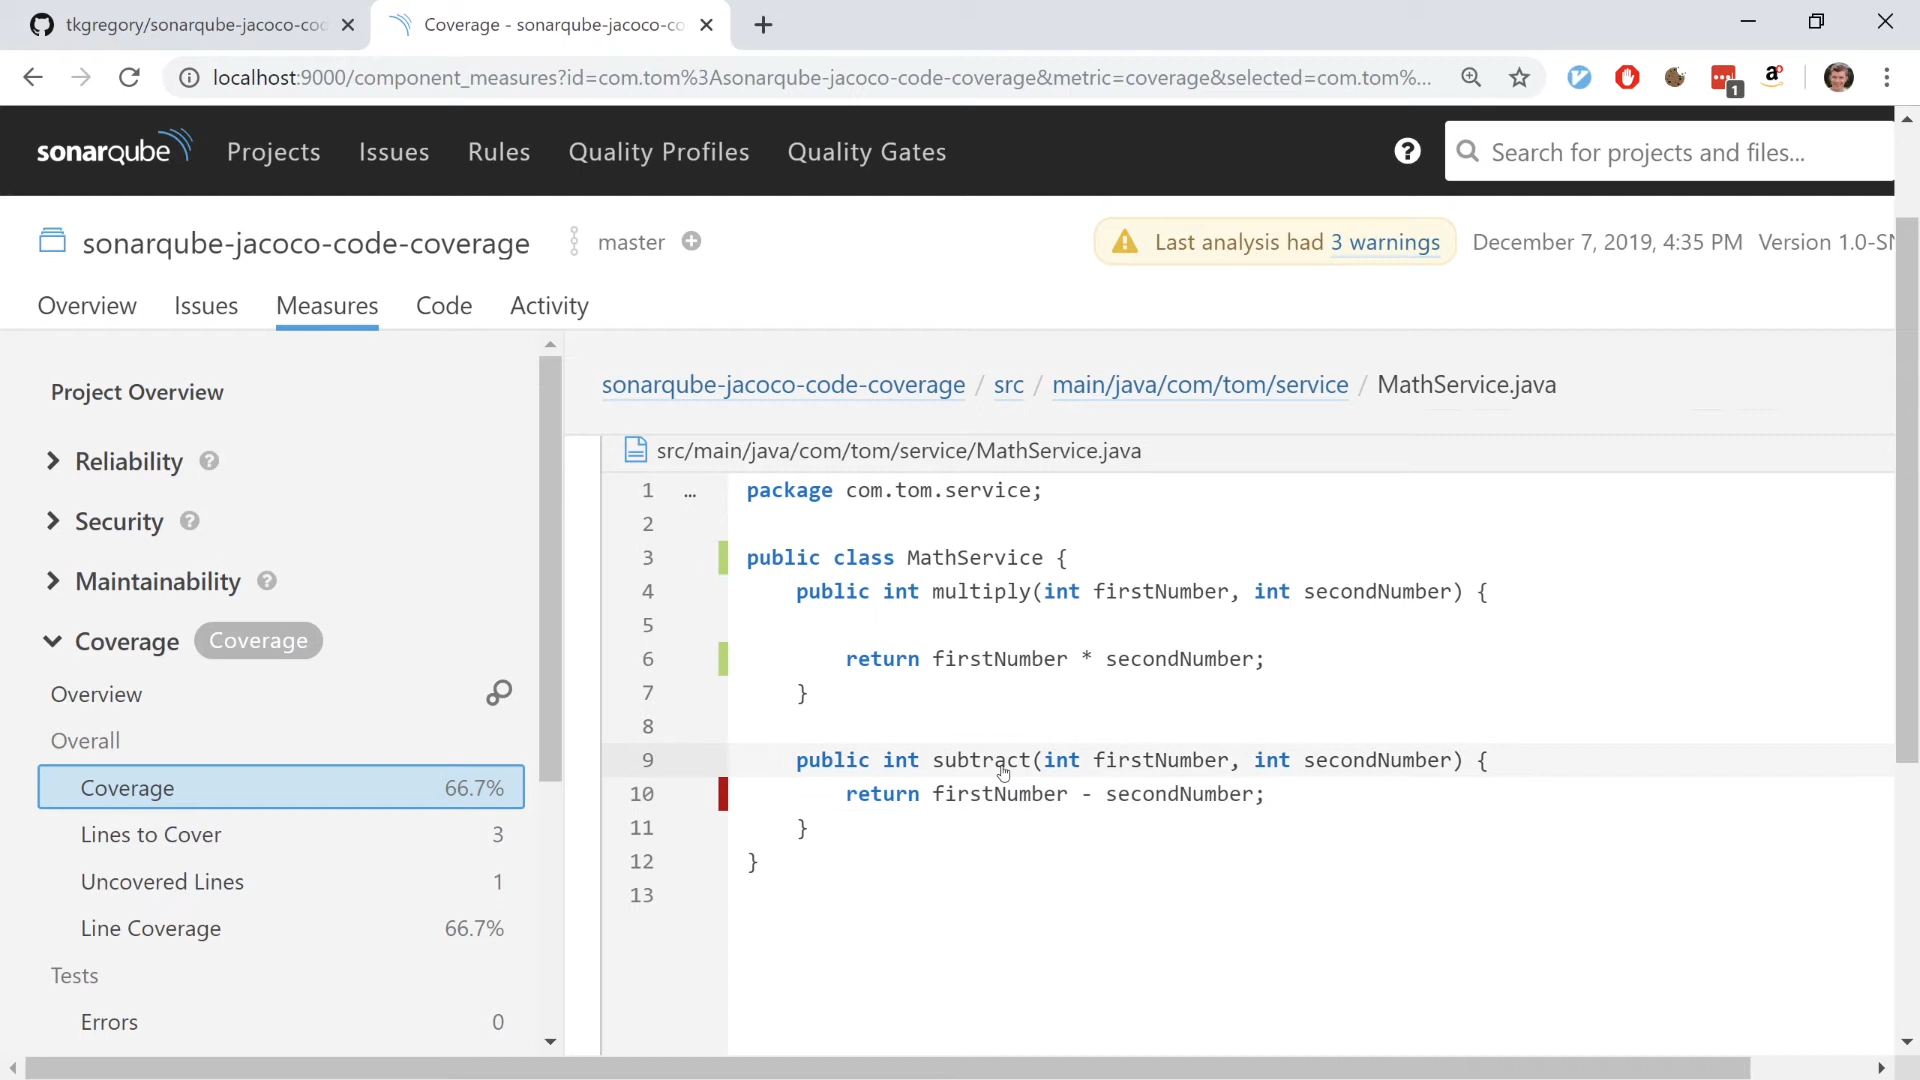 tkgregory/sonarqube-jacoco-cod
Coverage - sonarqube-jacoco-co
localhost:9000/component_measures?id=com.tom%3Asonarqube-jacoco-code-coverage&metric=coverage&selected=com.tom%...
1
sonarqube
Projects
Issues
Rules
Quality Profiles
Quality Gates
Search for projects and files...
sonarqube-jacoco-code-coverage
master
Last analysis had 3 warnings
December 7, 2019, 4:35 PM Version 1.0-SN
Overview
Issues
Measures
Code
Activity
Project Overview
Reliability
Security
Maintainability
Coverage Coverage
Overview
Overall
Coverage 66.7%
Lines to Cover 3
Uncovered Lines 1
Line Coverage 66.7%
Tests
Errors 0
sonarqube-jacoco-code-coverage / src / main/java/com/tom/service / MathService.java
src/main/java/com/tom/service/MathService.java
1 … package com.tom.service;
2
3 public class MathService {
4 public int multiply(int firstNumber, int secondNumber) {
5
6 return firstNumber * secondNumber;
7 }
8
9 public int subtract(int firstNumber, int secondNumber) {
10 return firstNumber - secondNumber;
11 }
12 }
13